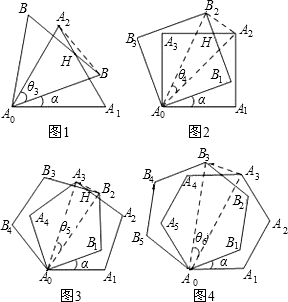 B A₂ H B θ₃ α A₀ A₁
图1
B₂ B₃ A₃ H A₂ θ₄ B₁ α A₀ A₁
图2
B₃ A₃ H B₂ A₂ B₄ A₄ θ₅ B₁ α A₀ A₁
图3
B₃ B₄ A₄ A₃ B₂ A₅ A₂ B₅ θ₆ B₁ α A₀ A₁
图4